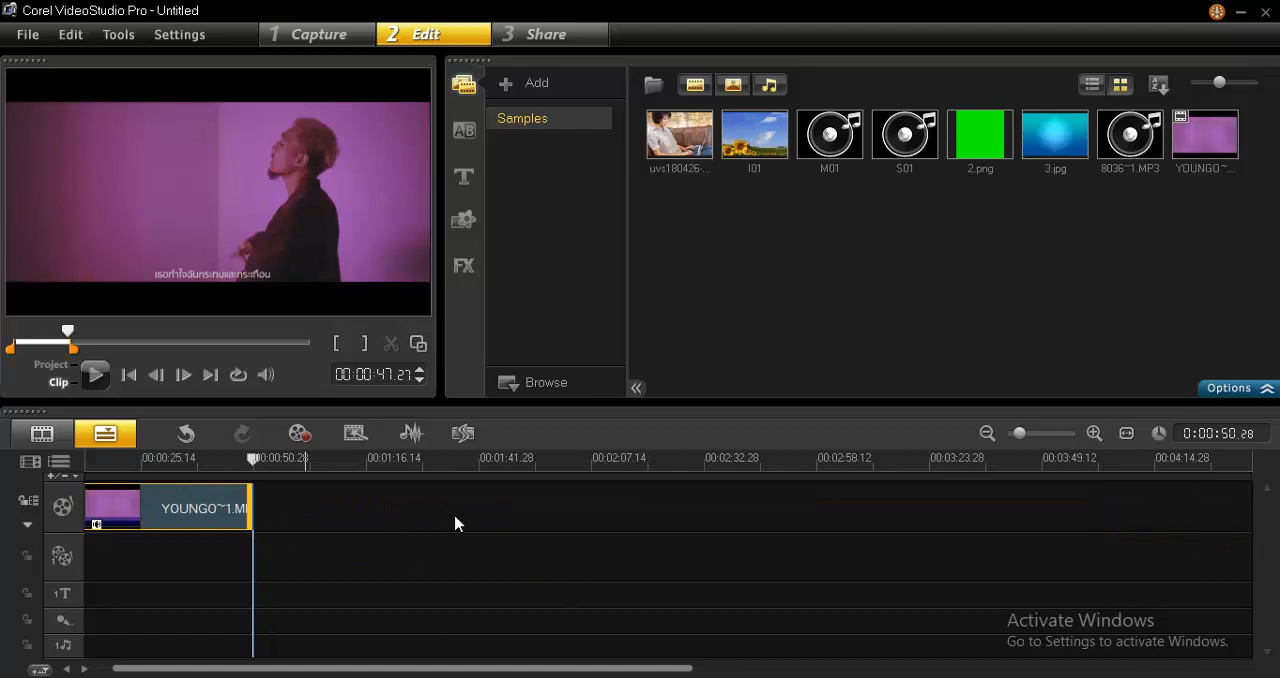 Corel VideoStudio Pro - Untitled
File Edit Tools Settings
1 Capture 2 Edit 3 Share
Add
Samples
AB
T
FX
uvs180426-... I01 M01 S01 2.png 3.jpg 8036~1.MP3 YOUNGO~...
เธอทำใจฉันกระทบและกระเทือน
Project
Clip
[ ]
00:00:47.27
Browse
Options
0:00:50.28
00:00:25.14 00:00:50.28 00:01:16.14 00:01:41.28 00:02:07.14 00:02:32.28 00:02:58.12 00:03:23.28 00:03:49.12 00:04:14.28
YOUNGO~1.MP
1T
Activate Windows
Go to Settings to activate Windows.